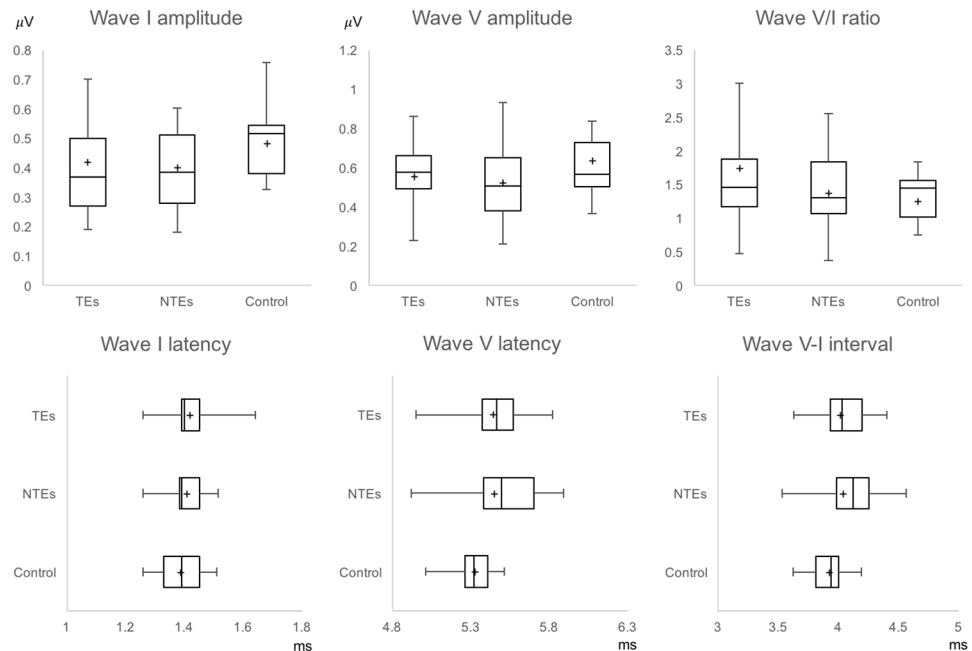 Wave I amplitude
μV
0.8
0.7
0.6
0.5
0.4
0.3
0.2
0.1
0
TEs NTEs Control
Wave V amplitude
μV
1.2
1
0.8
0.6
0.4
0.2
0
TEs NTEs Control
Wave V/I ratio
3.5
3
2.5
2
1.5
1
0.5
0
TEs NTEs Control
Wave I latency
TEs
NTEs
Control
1 1.2 1.4 1.6 1.8
ms
Wave V latency
TEs
NTEs
Control
4.8 5.3 5.8 6.3
ms
Wave V-I interval
TEs
NTEs
Control
3 3.5 4 4.5 5
ms